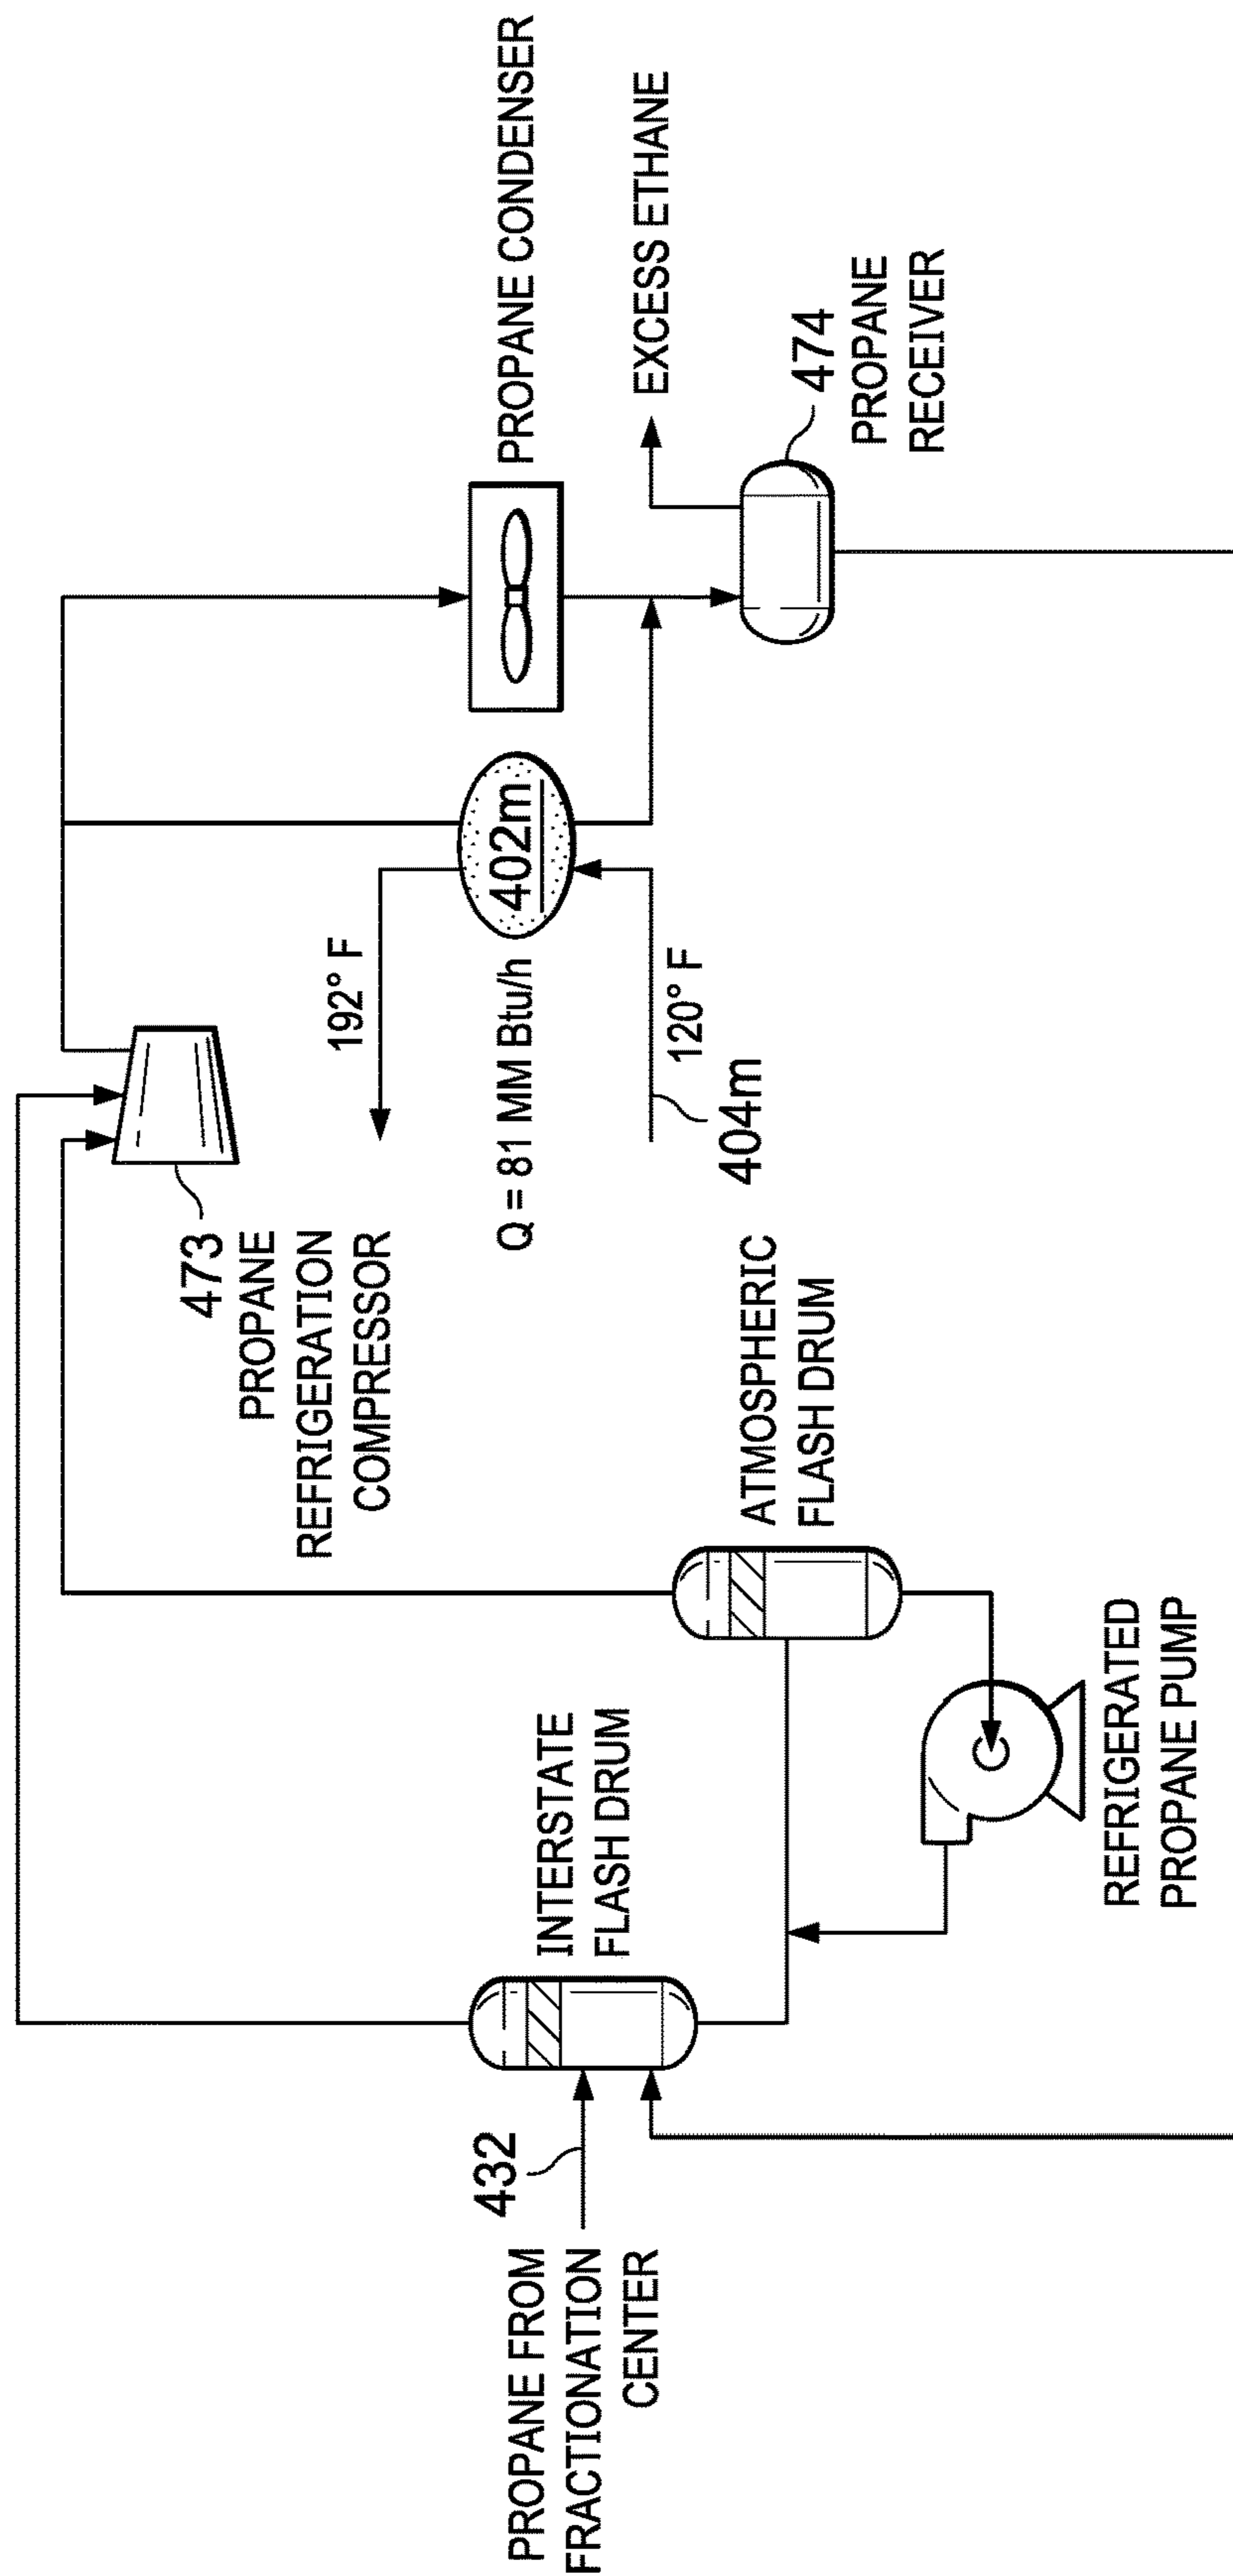 PROPANE FROM
FRACTIONATION
CENTER
432
INTERSTATE
FLASH DRUM
REFRIGERATED
PROPANE PUMP
ATMOSPHERIC
FLASH DRUM
473
PROPANE
REFRIGERATION
COMPRESSOR
192° F
Q = 81 MM Btu/h
402m
120° F
404m
PROPANE CONDENSER
EXCESS ETHANE
474
PROPANE
RECEIVER